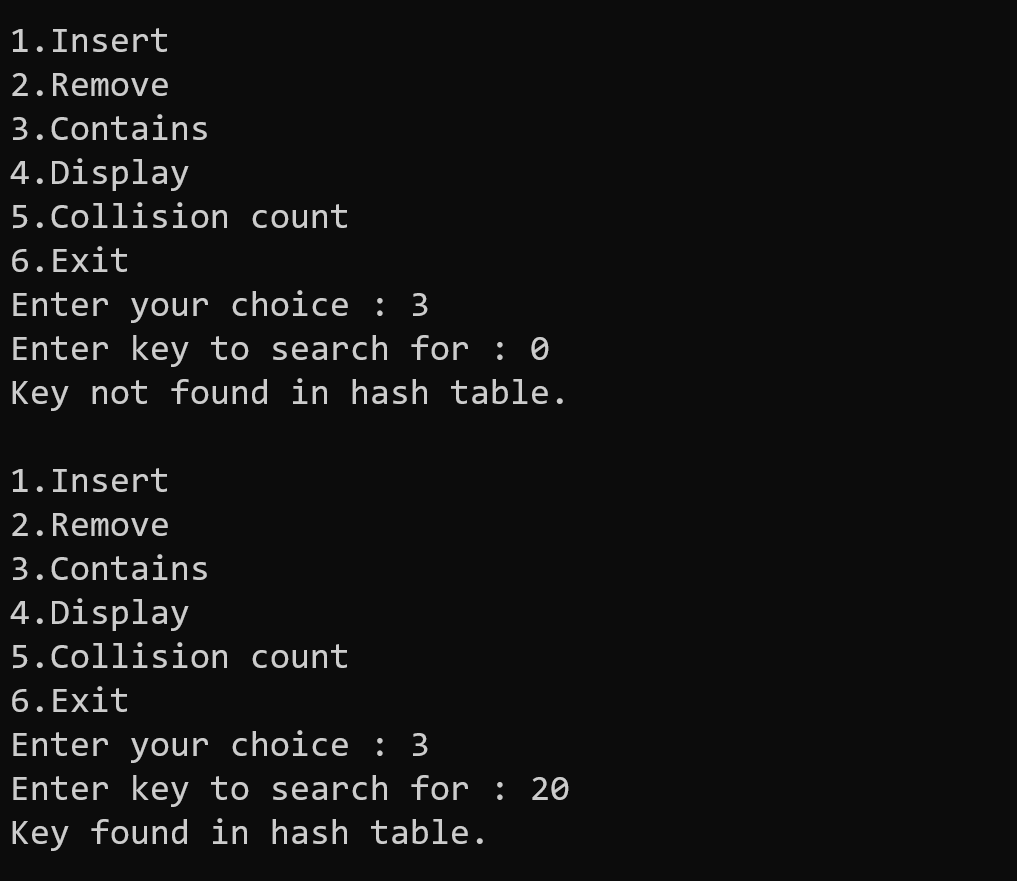 1.Insert
2.Remove
3.Contains
4.Display
5.Collision count
6.Exit
Enter your choice : 3
Enter key to search for : 0
Key not found in hash table.
1.Insert
2.Remove
3.Contains
4.Display
5.Collision count
6.Exit
Enter your choice : 3
Enter key to search for : 20
Key found in hash table.